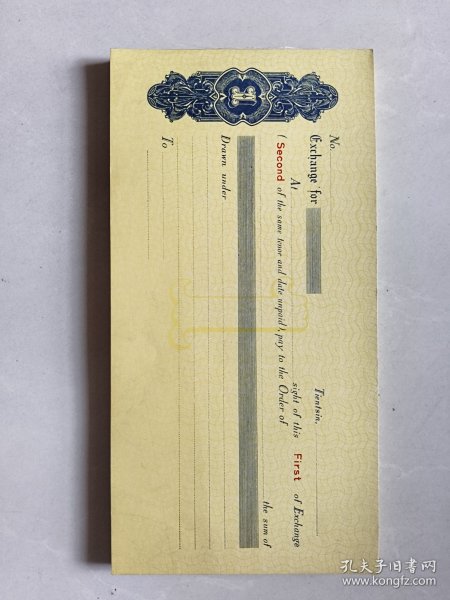 No.
Tientsin,
Exchange for
At sight of this First of Exchange
( Second of the same tenor and date unpaid ), pay to the Order of
the sum of
Drawn under
To
孔夫子旧书网
www.kongfz.com